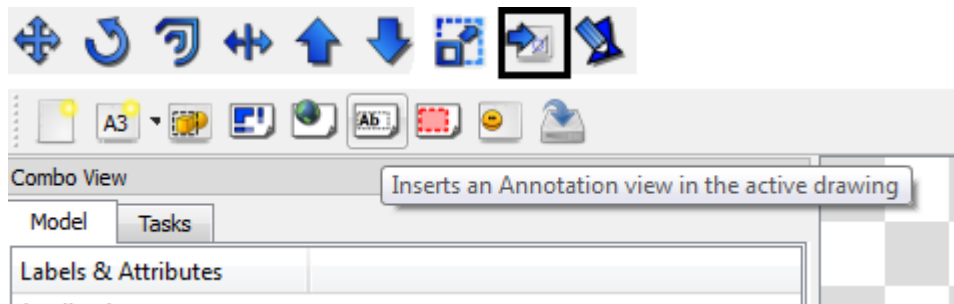 A3
Ab
Combo View
Inserts an Annotation view in the active drawing
Model
Tasks
Labels & Attributes